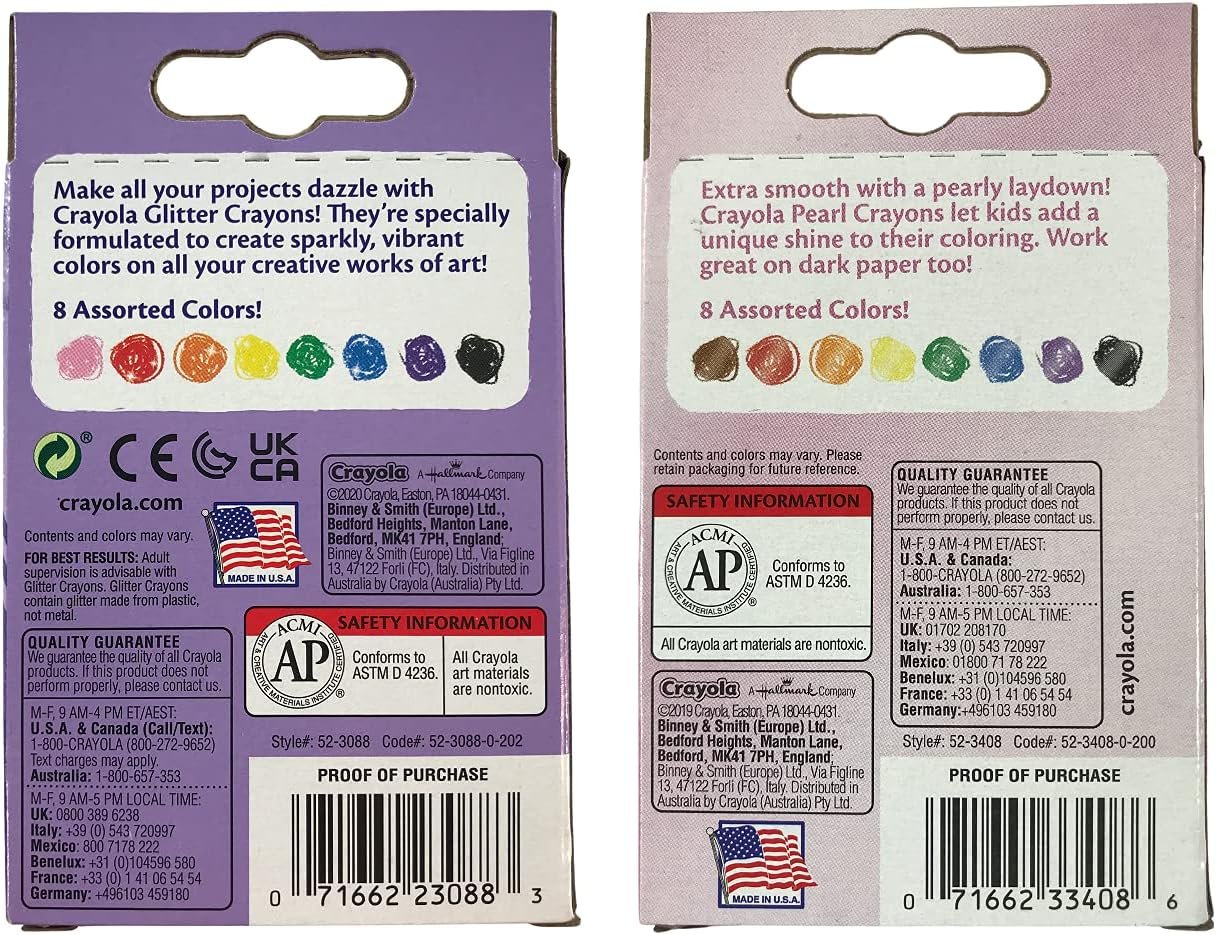 Make all your projects dazzle with
Crayola Glitter Crayons! They're specially
formulated to create sparkly, vibrant
colors on all your creative works of art!
8 Assorted Colors!
®
CE
UK
CA
crayola.com
Contents and colors may vary.
FOR BEST RESULTS: Adult
supervision is advisable with
Glitter Crayons. Glitter Crayons
contain glitter made from plastic,
not metal.
MADE IN U.S.A.
Crayola A Hallmark Company
©2020 Crayola, Easton, PA 18044-0431.
Binney & Smith (Europe) Ltd.,
Bedford Heights, Manton Lane,
Bedford, MK41 7PH, England;
Binney & Smith (Europe) Ltd., Via Figline
13, 47122 Forli (FC), Italy. Distributed in
Australia by Crayola (Australia) Pty Ltd.
SAFETY INFORMATION
ACMI
AP
ART & CREATIVE MATERIALS INSTITUTE CERTIFIED
®
Conforms to
ASTM D 4236.
All Crayola
art materials
are nontoxic.
QUALITY GUARANTEE
We guarantee the quality of all Crayola
products. If this product does not
perform properly, please contact us.
M-F, 9 AM-4 PM ET/AEST:
U.S.A. & Canada (Call/Text):
1-800-CRAYOLA (800-272-9652)
Text charges may apply.
Australia: 1-800-657-353
M-F, 9 AM-5 PM LOCAL TIME:
UK: 0800 389 6238
Italy: +39 (0) 543 720997
Mexico: 800 7178 222
Benelux: +31 (0)104596 580
France: +33 (0) 1 41 06 54 54
Germany: +496103 459180
Style#: 52-3088 Code#: 52-3088-0-202
PROOF OF PURCHASE
0 71662 23088 3
Extra smooth with a pearly laydown!
Crayola Pearl Crayons let kids add a
unique shine to their coloring. Work
great on dark paper too!
8 Assorted Colors!
Contents and colors may vary. Please
retain packaging for future reference.
SAFETY INFORMATION
ACMI
AP
ART & CREATIVE MATERIALS INSTITUTE CERTIFIED
®
Conforms to
ASTM D 4236.
All Crayola art materials are nontoxic.
Crayola A Hallmark Company
©2019 Crayola, Easton, PA 18044-0431.
Binney & Smith (Europe) Ltd.,
Bedford Heights, Manton Lane,
Bedford, MK41 7PH, England;
Binney & Smith (Europe) Ltd., Via Figline
13, 47122 Forli (FC), Italy. Distributed in
Australia by Crayola (Australia) Pty Ltd.
MADE IN U.S.A.
QUALITY GUARANTEE
We guarantee the quality of all Crayola
products. If this product does not
perform properly, please contact us.
M-F, 9 AM-4 PM ET/AEST:
U.S.A. & Canada:
1-800-CRAYOLA (800-272-9652)
Australia: 1-800-657-353
M-F, 9 AM-5 PM LOCAL TIME:
UK: 01702 208170
Italy: +39 (0) 543 720997
Mexico: 01800 71 78 222
Benelux: +31 (0)104596 580
France: +33 (0) 1 41 06 54 54
Germany:+496103 459180
crayola.com
Style#: 52-3408 Code#: 52-3408-0-200
PROOF OF PURCHASE
0 71662 33408 6